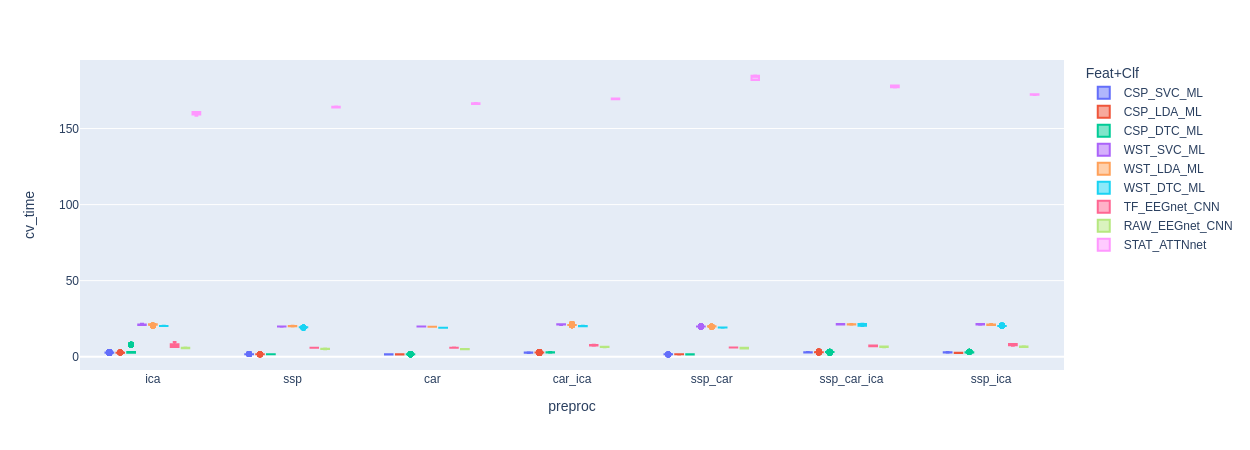 Feat+Clf
CSP_SVC_ML
CSP_LDA_ML
CSP_DTC_ML
WST_SVC_ML
WST_LDA_ML
WST_DTC_ML
TF_EEGnet_CNN
RAW_EEGnet_CNN
STAT_ATTNnet
150
100
50
0
cv_time
ica ssp car car_ica ssp_car ssp_car_ica ssp_ica
preproc